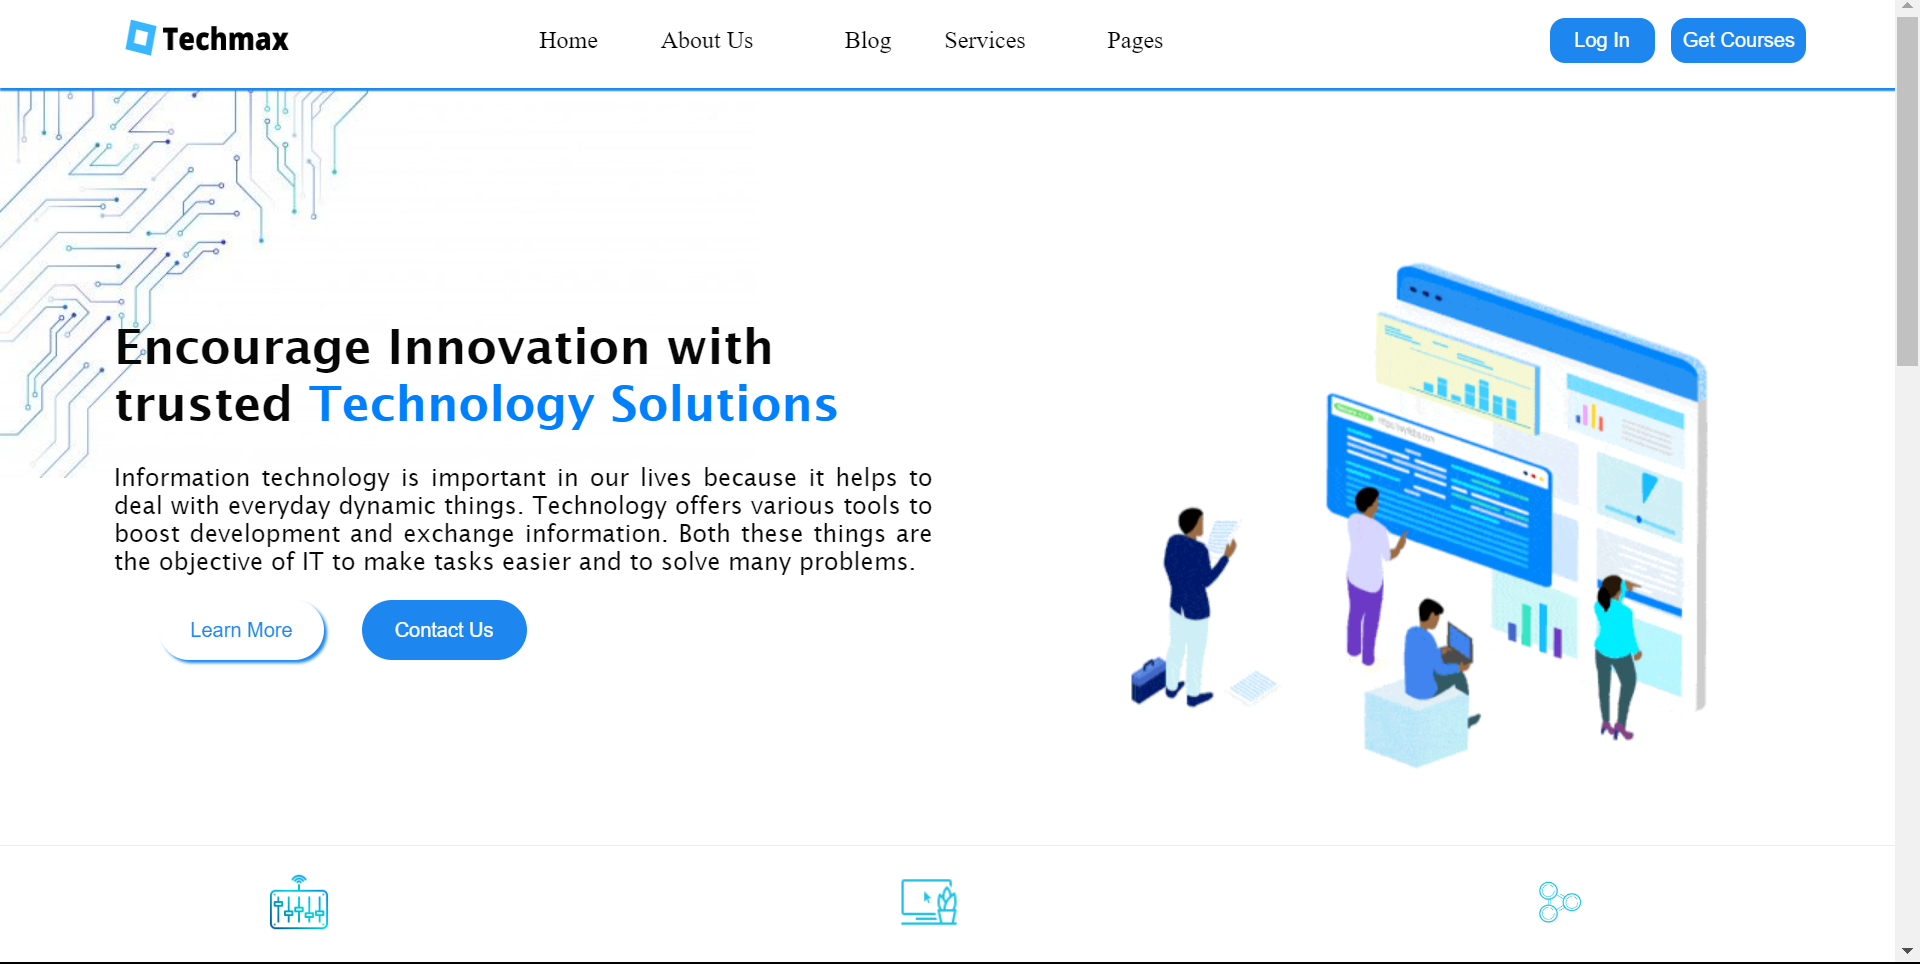 Techmax
Home About Us Blog Services Pages
Log In Get Courses
Encourage Innovation with
trusted Technology Solutions
Information technology is important in our lives because it helps to
deal with everyday dynamic things. Technology offers various tools to
boost development and exchange information. Both these things are
the objective of IT to make tasks easier and to solve many problems.
Learn More Contact Us